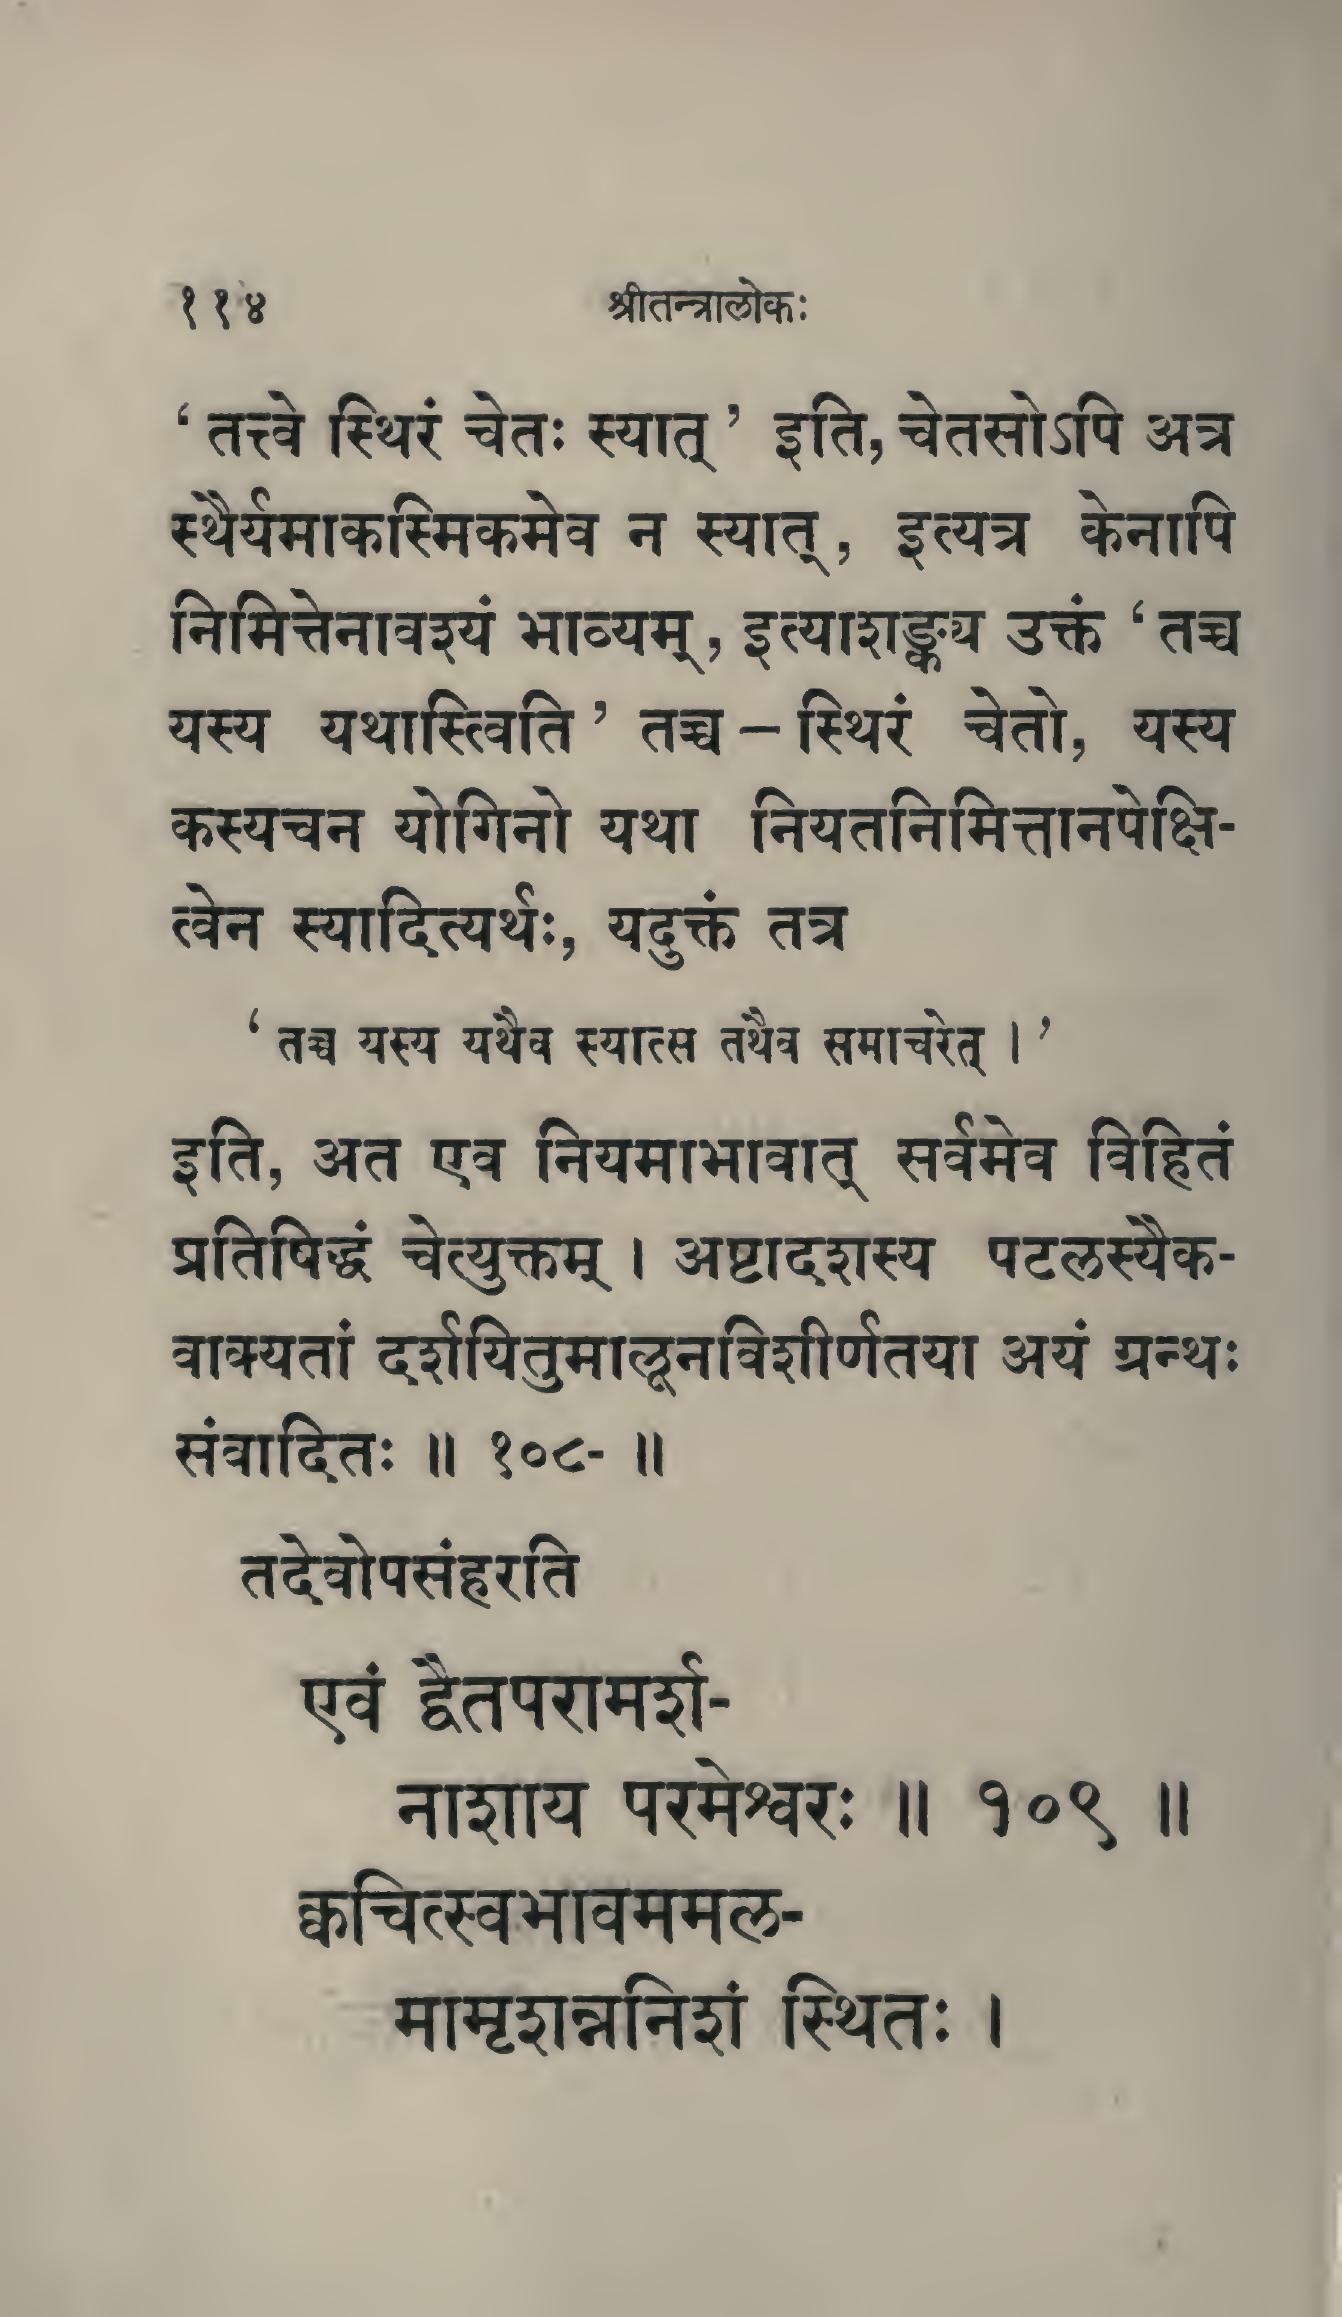 ११४ श्रीतन्त्रालोकः
‘ तत्त्वे स्थिरं चेतः स्यात् ’ इति, चेतसोऽपि अत्र
स्थैर्यमाकस्मिकमेव न स्यात्, इत्यत्र केनापि
निमित्तेनावश्यं भाव्यम्, इत्याशङ्क्य उक्तं ‘ तच्च
यस्य यथास्त्विति ’ तच्च – स्थिरं चेतो, यस्य
कस्यचन योगिनो यथा नियतनिमित्तानपेक्षि-
त्वेन स्यादित्यर्थः, यदुक्तं तत्र
‘ तच्च यस्य यथैव स्यात्स तथैव समाचरेत् । ’
इति, अत एव नियमाभावात् सर्वमेव विहितं
प्रतिषिद्धं चेत्युक्तम् । अष्टादशस्य पटलस्यैक-
वाक्यतां दर्शयितुमालूनविशीर्णतया अयं ग्रन्थः
संवादितः ॥ १०८- ॥
तदेवोपसंहरति
एवं द्वैतपरामर्श-
नाशाय परमेश्वरः ॥ १०९ ॥
क्वचित्स्वभावममल-
मामृशन्ननिशं स्थितः ।